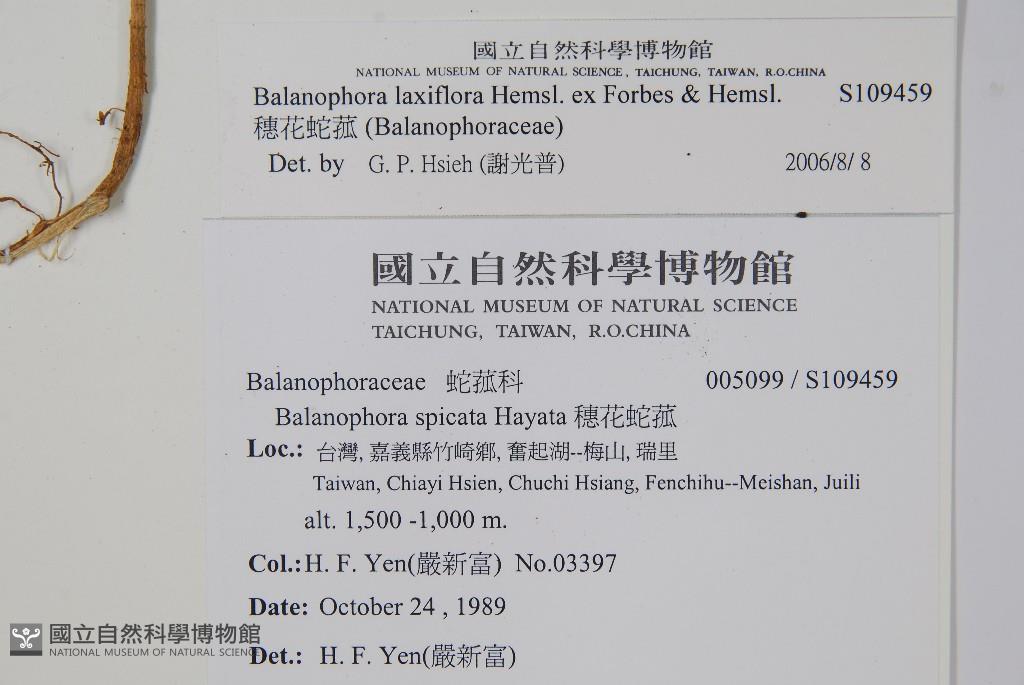 國立自然科學博物館
NATIONAL MUSEUM OF NATURAL SCIENCE, TAICHUNG, TAIWAN, R.O.CHINA
Balanophora laxiflora Hemsl. ex Forbes & Hemsl. S109459
穗花蛇菰 (Balanophoraceae)
Det. by G. P. Hsieh (謝光普) 2006/8/ 8
國立自然科學博物館
NATIONAL MUSEUM OF NATURAL SCIENCE
TAICHUNG, TAIWAN, R.O.CHINA
Balanophoraceae 蛇菰科 005099 / S109459
Balanophora spicata Hayata 穗花蛇菰
Loc.: 台灣, 嘉義縣竹崎鄉, 奮起湖--梅山, 瑞里
Taiwan, Chiayi Hsien, Chuchi Hsiang, Fenchihu--Meishan, Juili
alt. 1,500 -1,000 m.
Col.: H. F. Yen(嚴新富) No.03397
Date: October 24 , 1989
Det.: H. F. Yen(嚴新富)
國立自然科學博物館
NATIONAL MUSEUM OF NATURAL SCIENCE